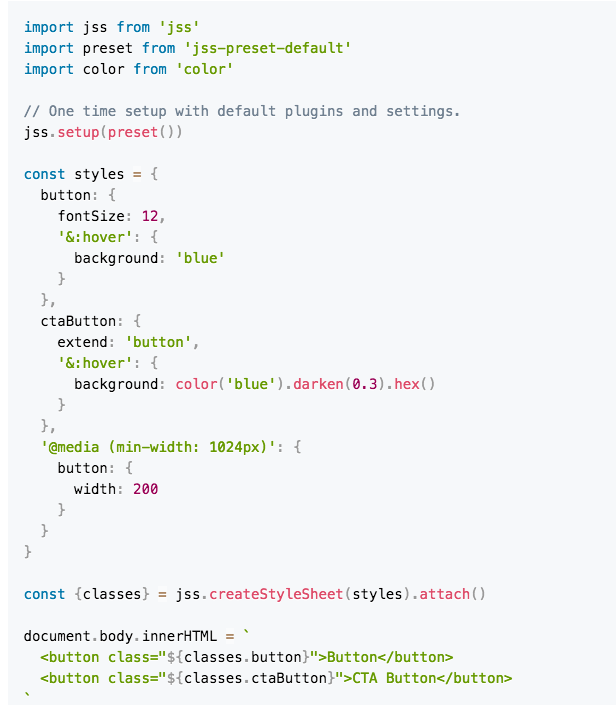 import jss from 'jss'
import preset from 'jss-preset-default'
import color from 'color'

// One time setup with default plugins and settings.
jss.setup(preset())

const styles = {
  button: {
    fontSize: 12,
    '&:hover': {
      background: 'blue'
    }
  },
  ctaButton: {
    extend: 'button',
    '&:hover': {
      background: color('blue').darken(0.3).hex()
    }
  },
  '@media (min-width: 1024px)': {
    button: {
      width: 200
    }
  }
}

const {classes} = jss.createStyleSheet(styles).attach()

document.body.innerHTML = `
  <button class="${classes.button}">Button</button>
  <button class="${classes.ctaButton}">CTA Button</button>
`